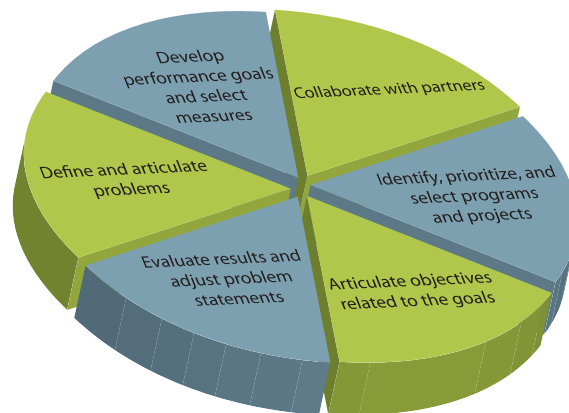 Develop
performance goals
and select
measures
Collaborate with partners
Define and articulate
problems
Identify, prioritize, and
select programs
and projects
Evaluate results and
adjust problem
statements
Articulate objectives
related to the goals